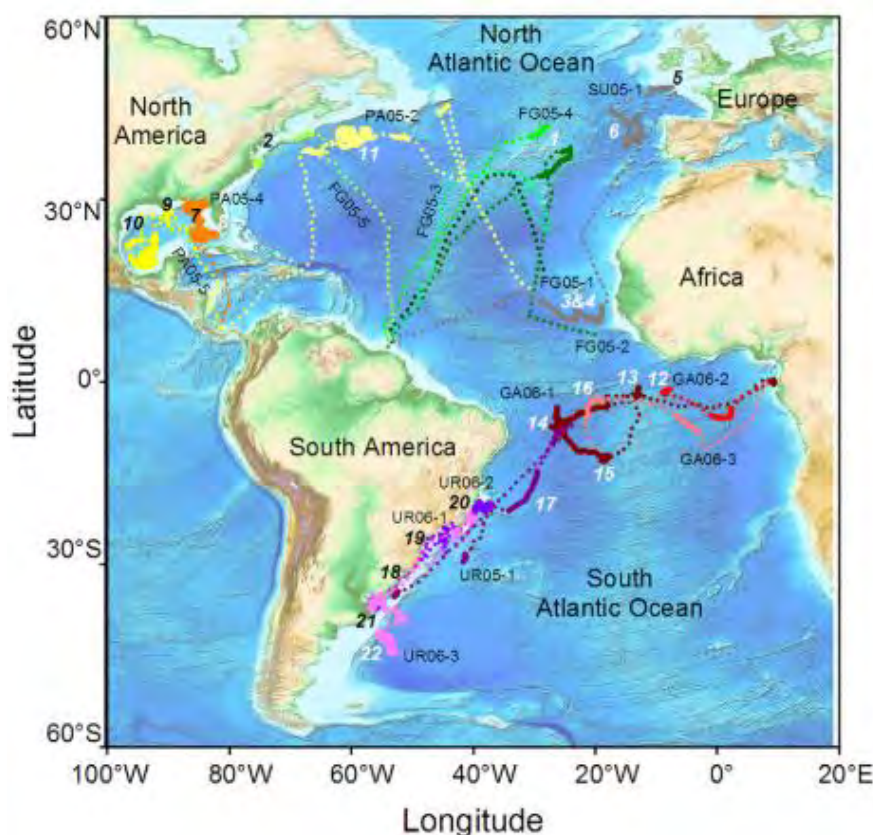 60°N
North
Atlantic Ocean
5
SU05-1
Europe
North
America
PA05-2
FG05-4
2
1
6
11
30°N
9
7
PA05-4
10
FG05-5
FG05-3
PA05-5
Africa
FG05-1
3&4
FG05-2
0°
GA06-1
16
13
12
GA06-2
14
South America
GA06-3
15
UR06-2
20
17
UR06-1
19
30°S
18
UR05-1
South
Atlantic Ocean
21
22
UR06-3
60°S
100°W
80°W
60°W
40°W
20°W
0°
20°E
Latitude
Longitude